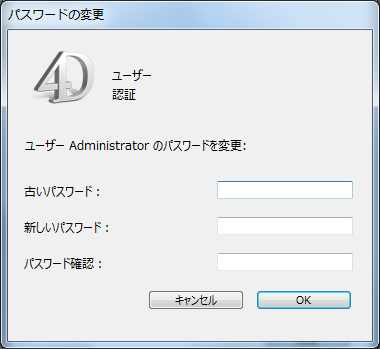 パスワードの変更
4D
ユーザー
認証
ユーザー Administrator のパスワードを変更:
古いパスワード：
新しいパスワード：
パスワード確認：
キャンセル
OK